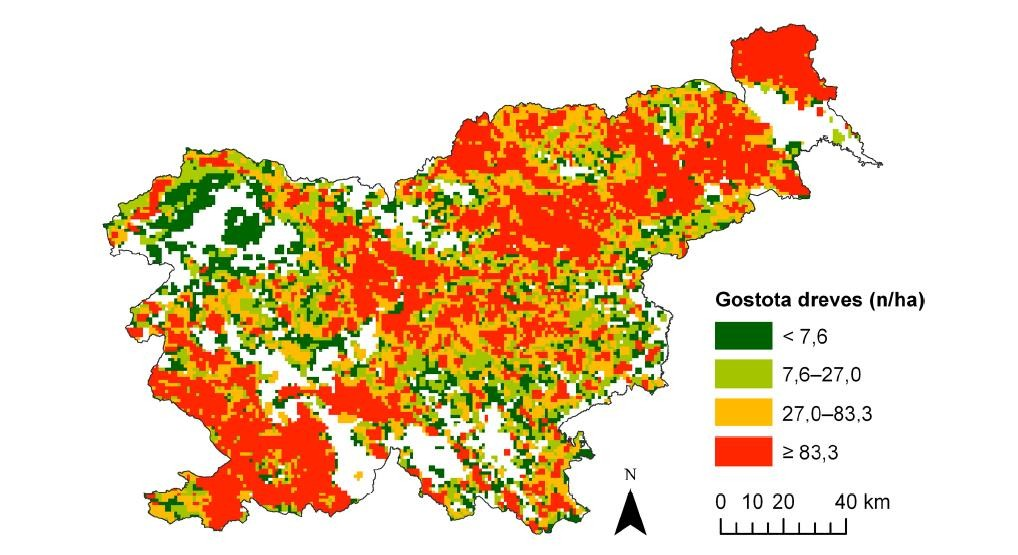 Gostota dreves (n/ha)
< 7,6
7,6–27,0
27,0–83,3
≥ 83,3
N
0 10 20 40 km